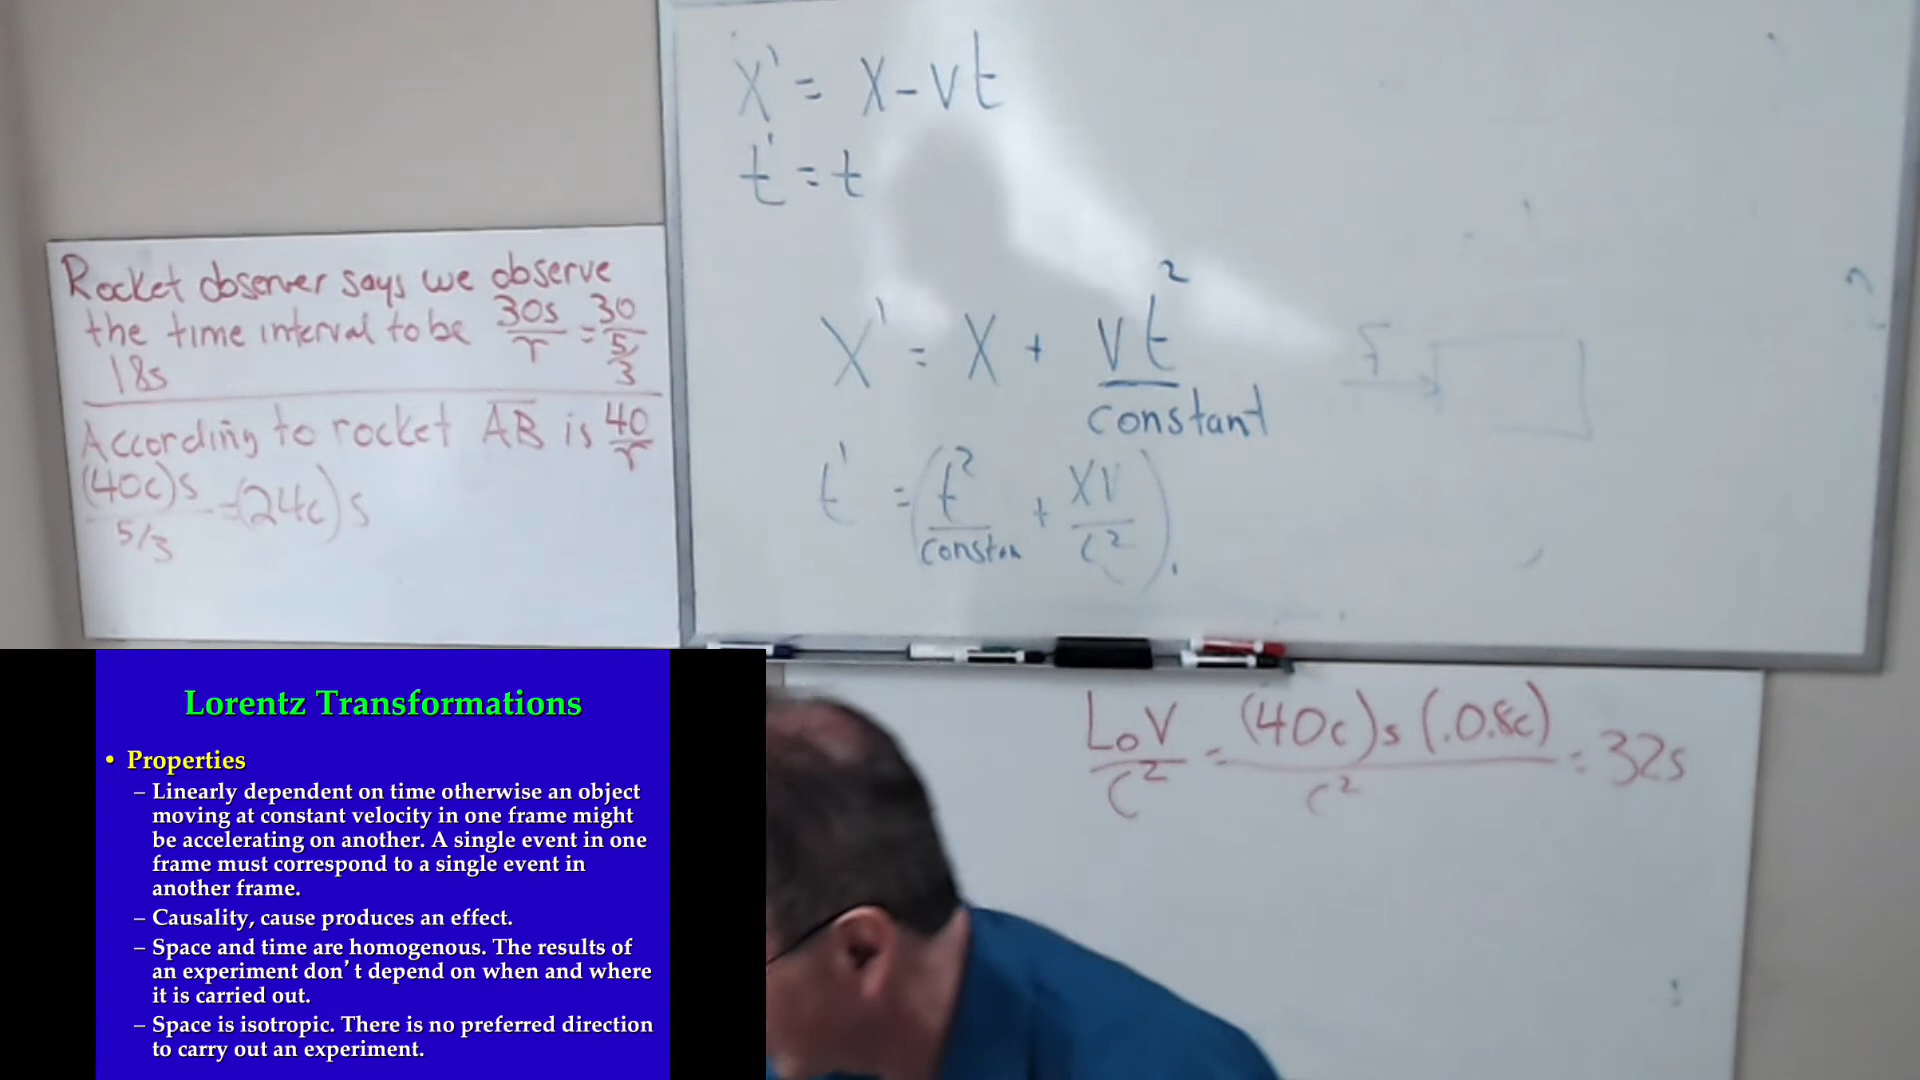 x' = x - vt
t' = t
x' = x + vt²
constant
t' = (t² + xv).
constan c²
F
Rocket observer says we observe
the time interval to be 30s/γ = 30/5/3
18s
According to rocket AB is 40/γ
(40c)s/5/3 = (24c)s
L₀V/c² = (40c)s (.0.8c)/c² = 32s
Lorentz Transformations
• Properties
– Linearly dependent on time otherwise an object
moving at constant velocity in one frame might
be accelerating on another. A single event in one
frame must correspond to a single event in
another frame.
– Causality, cause produces an effect.
– Space and time are homogenous. The results of
an experiment don't depend on when and where
it is carried out.
– Space is isotropic. There is no preferred direction
to carry out an experiment.